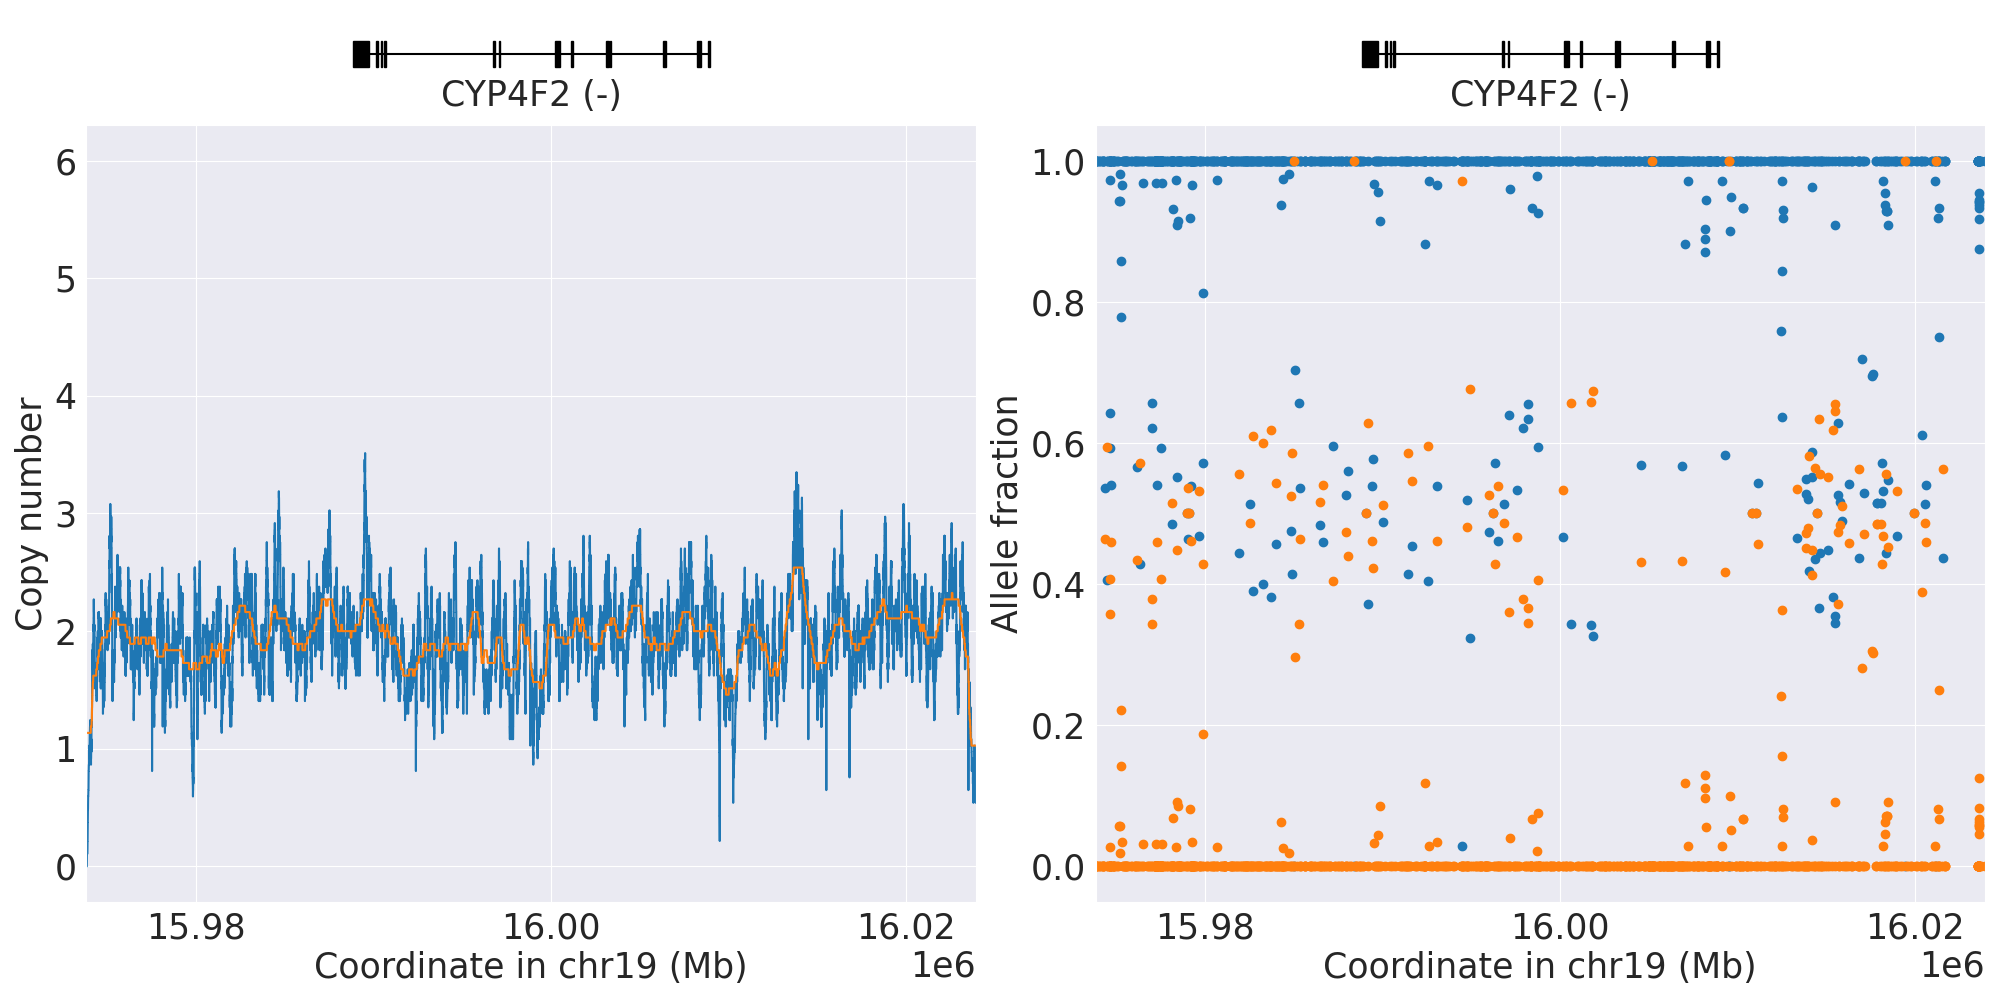 CYP4F2 (-)
6
5
4
3
2
1
0
Copy number
15.98
16.00
16.02
Coordinate in chr19 (Mb)
1e6
CYP4F2 (-)
1.0
0.8
0.6
0.4
0.2
0.0
Allele fraction
15.98
16.00
16.02
Coordinate in chr19 (Mb)
1e6